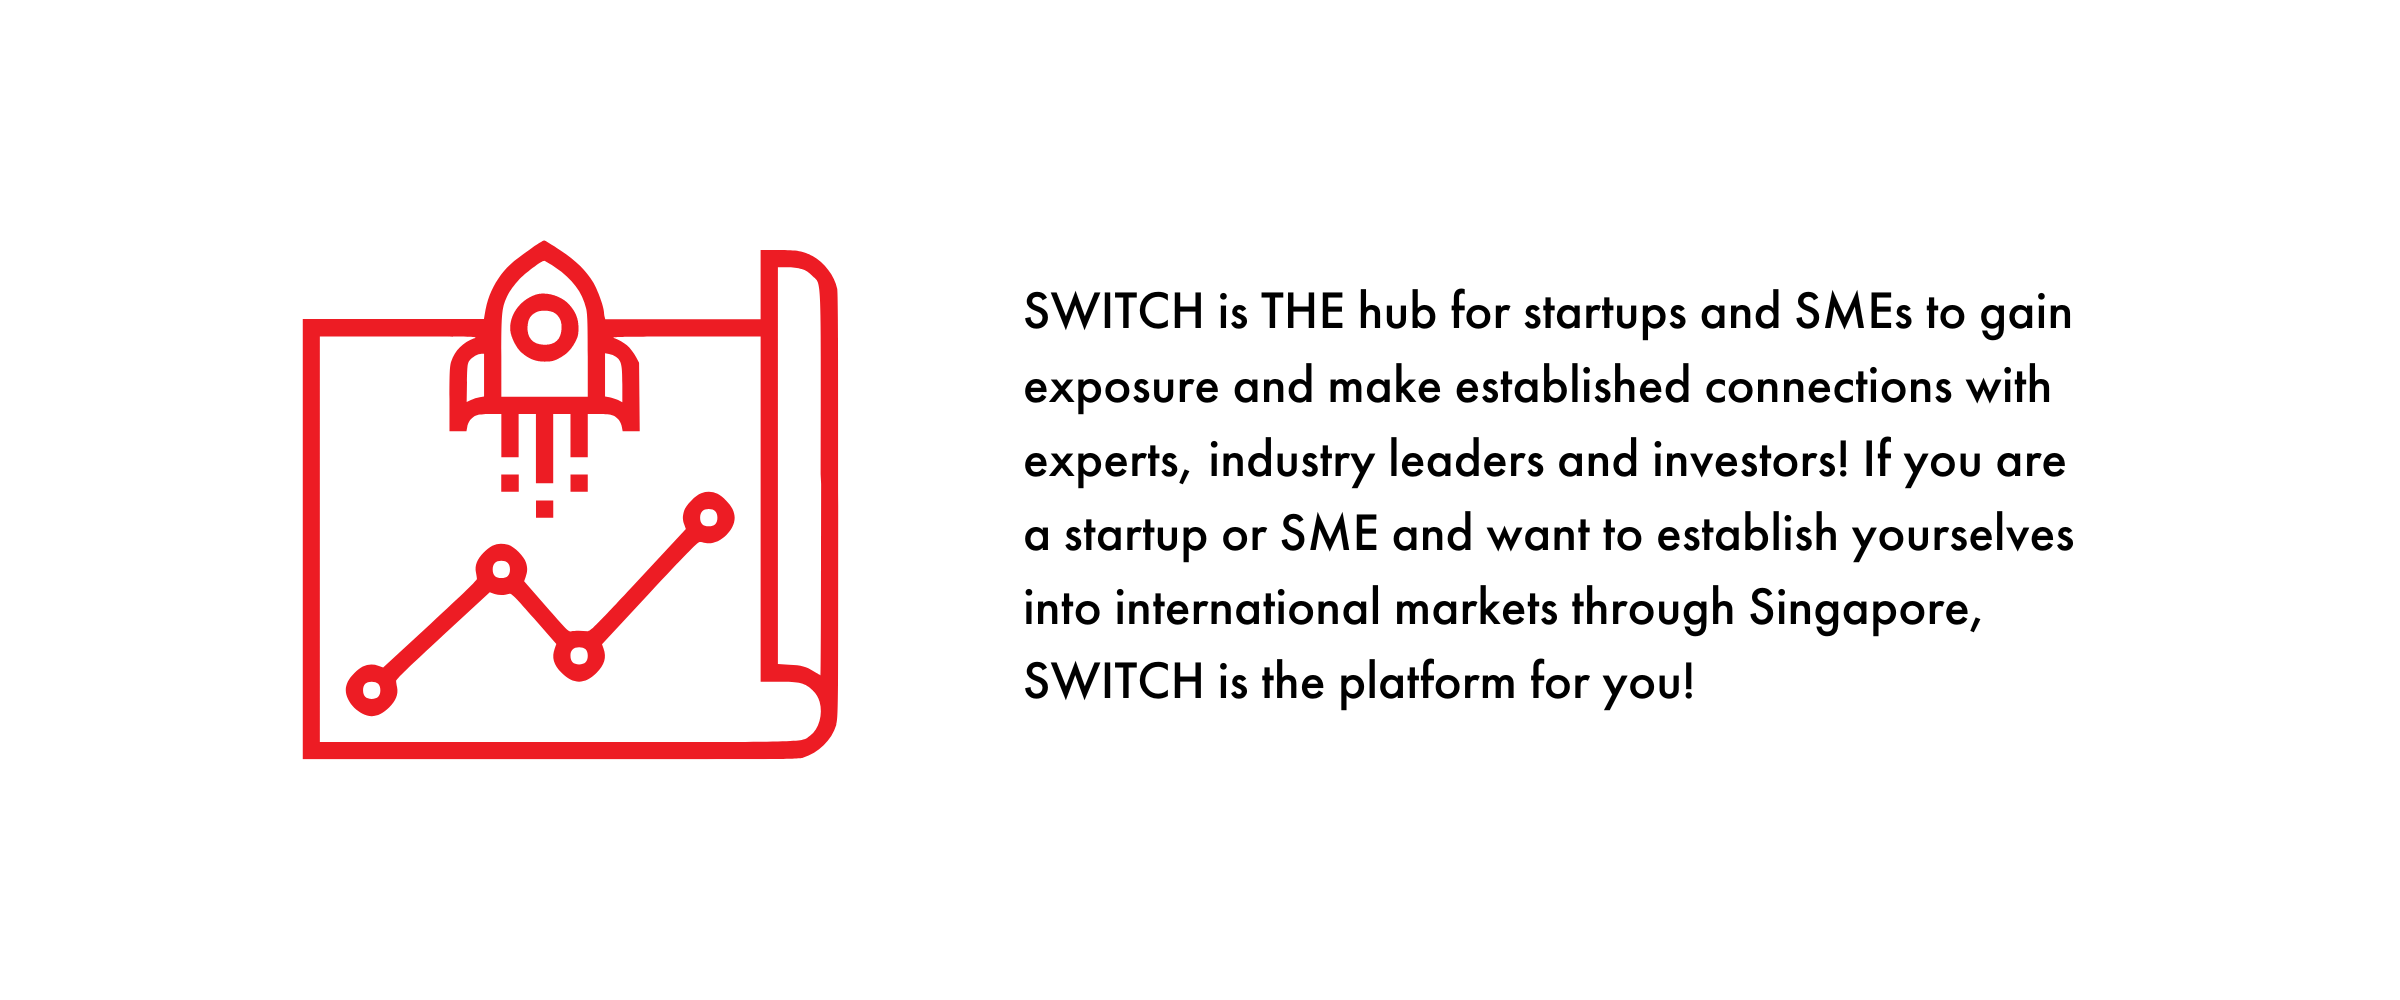 SWITCH is THE hub for startups and SMEs to gain
exposure and make established connections with
experts, industry leaders and investors! If you are
a startup or SME and want to establish yourselves
into international markets through Singapore,
SWITCH is the platform for you!